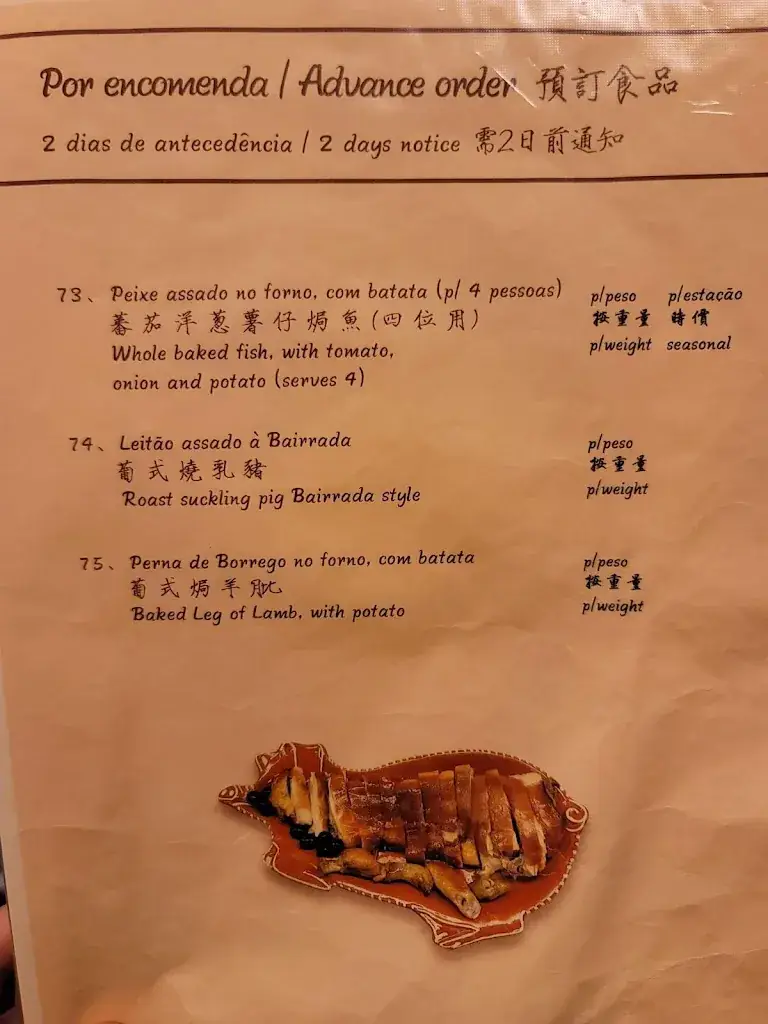 Por encomenda / Advance order 預訂食品
2 dias de antecedência / 2 days notice 需2日前通知
73、 Peixe assado no forno, com batata (p/ 4 pessoas) p/peso p/estação
蕃茄洋蔥薯仔焗魚(四位用) 按重量 時價
Whole baked fish, with tomato, p/weight seasonal
onion and potato (serves 4)
74、 Leitão assado à Bairrada p/peso
葡式燒乳豬 按重量
Roast suckling pig Bairrada style p/weight
75、 Perna de Borrego no forno, com batata p/peso
葡式焗羊肶 按重量
Baked Leg of Lamb, with potato p/weight